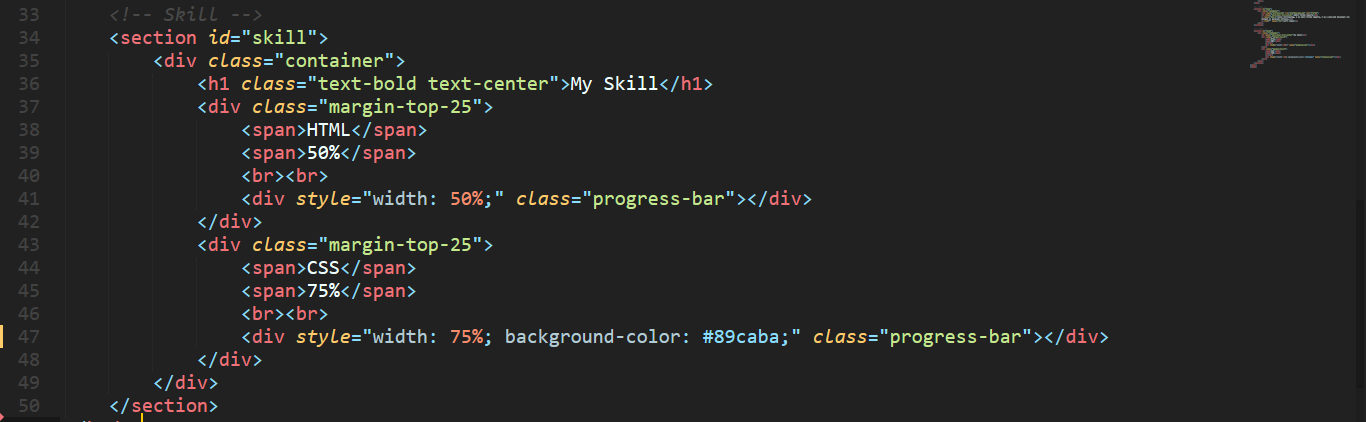 33 <!-- Skill -->
34 <section id="skill">
35 <div class="container">
36 <h1 class="text-bold text-center">My Skill</h1>
37 <div class="margin-top-25">
38 <span>HTML</span>
39 <span>50%</span>
40 <br><br>
41 <div style="width: 50%;" class="progress-bar"></div>
42 </div>
43 <div class="margin-top-25">
44 <span>CSS</span>
45 <span>75%</span>
46 <br><br>
47 <div style="width: 75%; background-color: #89caba;" class="progress-bar"></div>
48 </div>
49 </div>
50 </section>